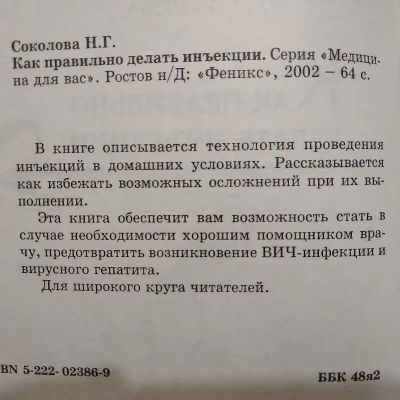 Соколова Н.Г.
Как правильно делать инъекции. Серия «Медици-
на для вас». Ростов н/Д: «Феникс», 2002 – 64 с.
В книге описывается технология проведения
инъекций в домашних условиях. Рассказывается
как избежать возможных осложнений при их вы-
полнении.
Эта книга обеспечит вам возможность стать в
случае необходимости хорошим помощником вра-
чу, предотвратить возникновение ВИЧ-инфекции и
вирусного гепатита.
Для широкого круга читателей.
BN 5-222-02386-9
ББК 48я2